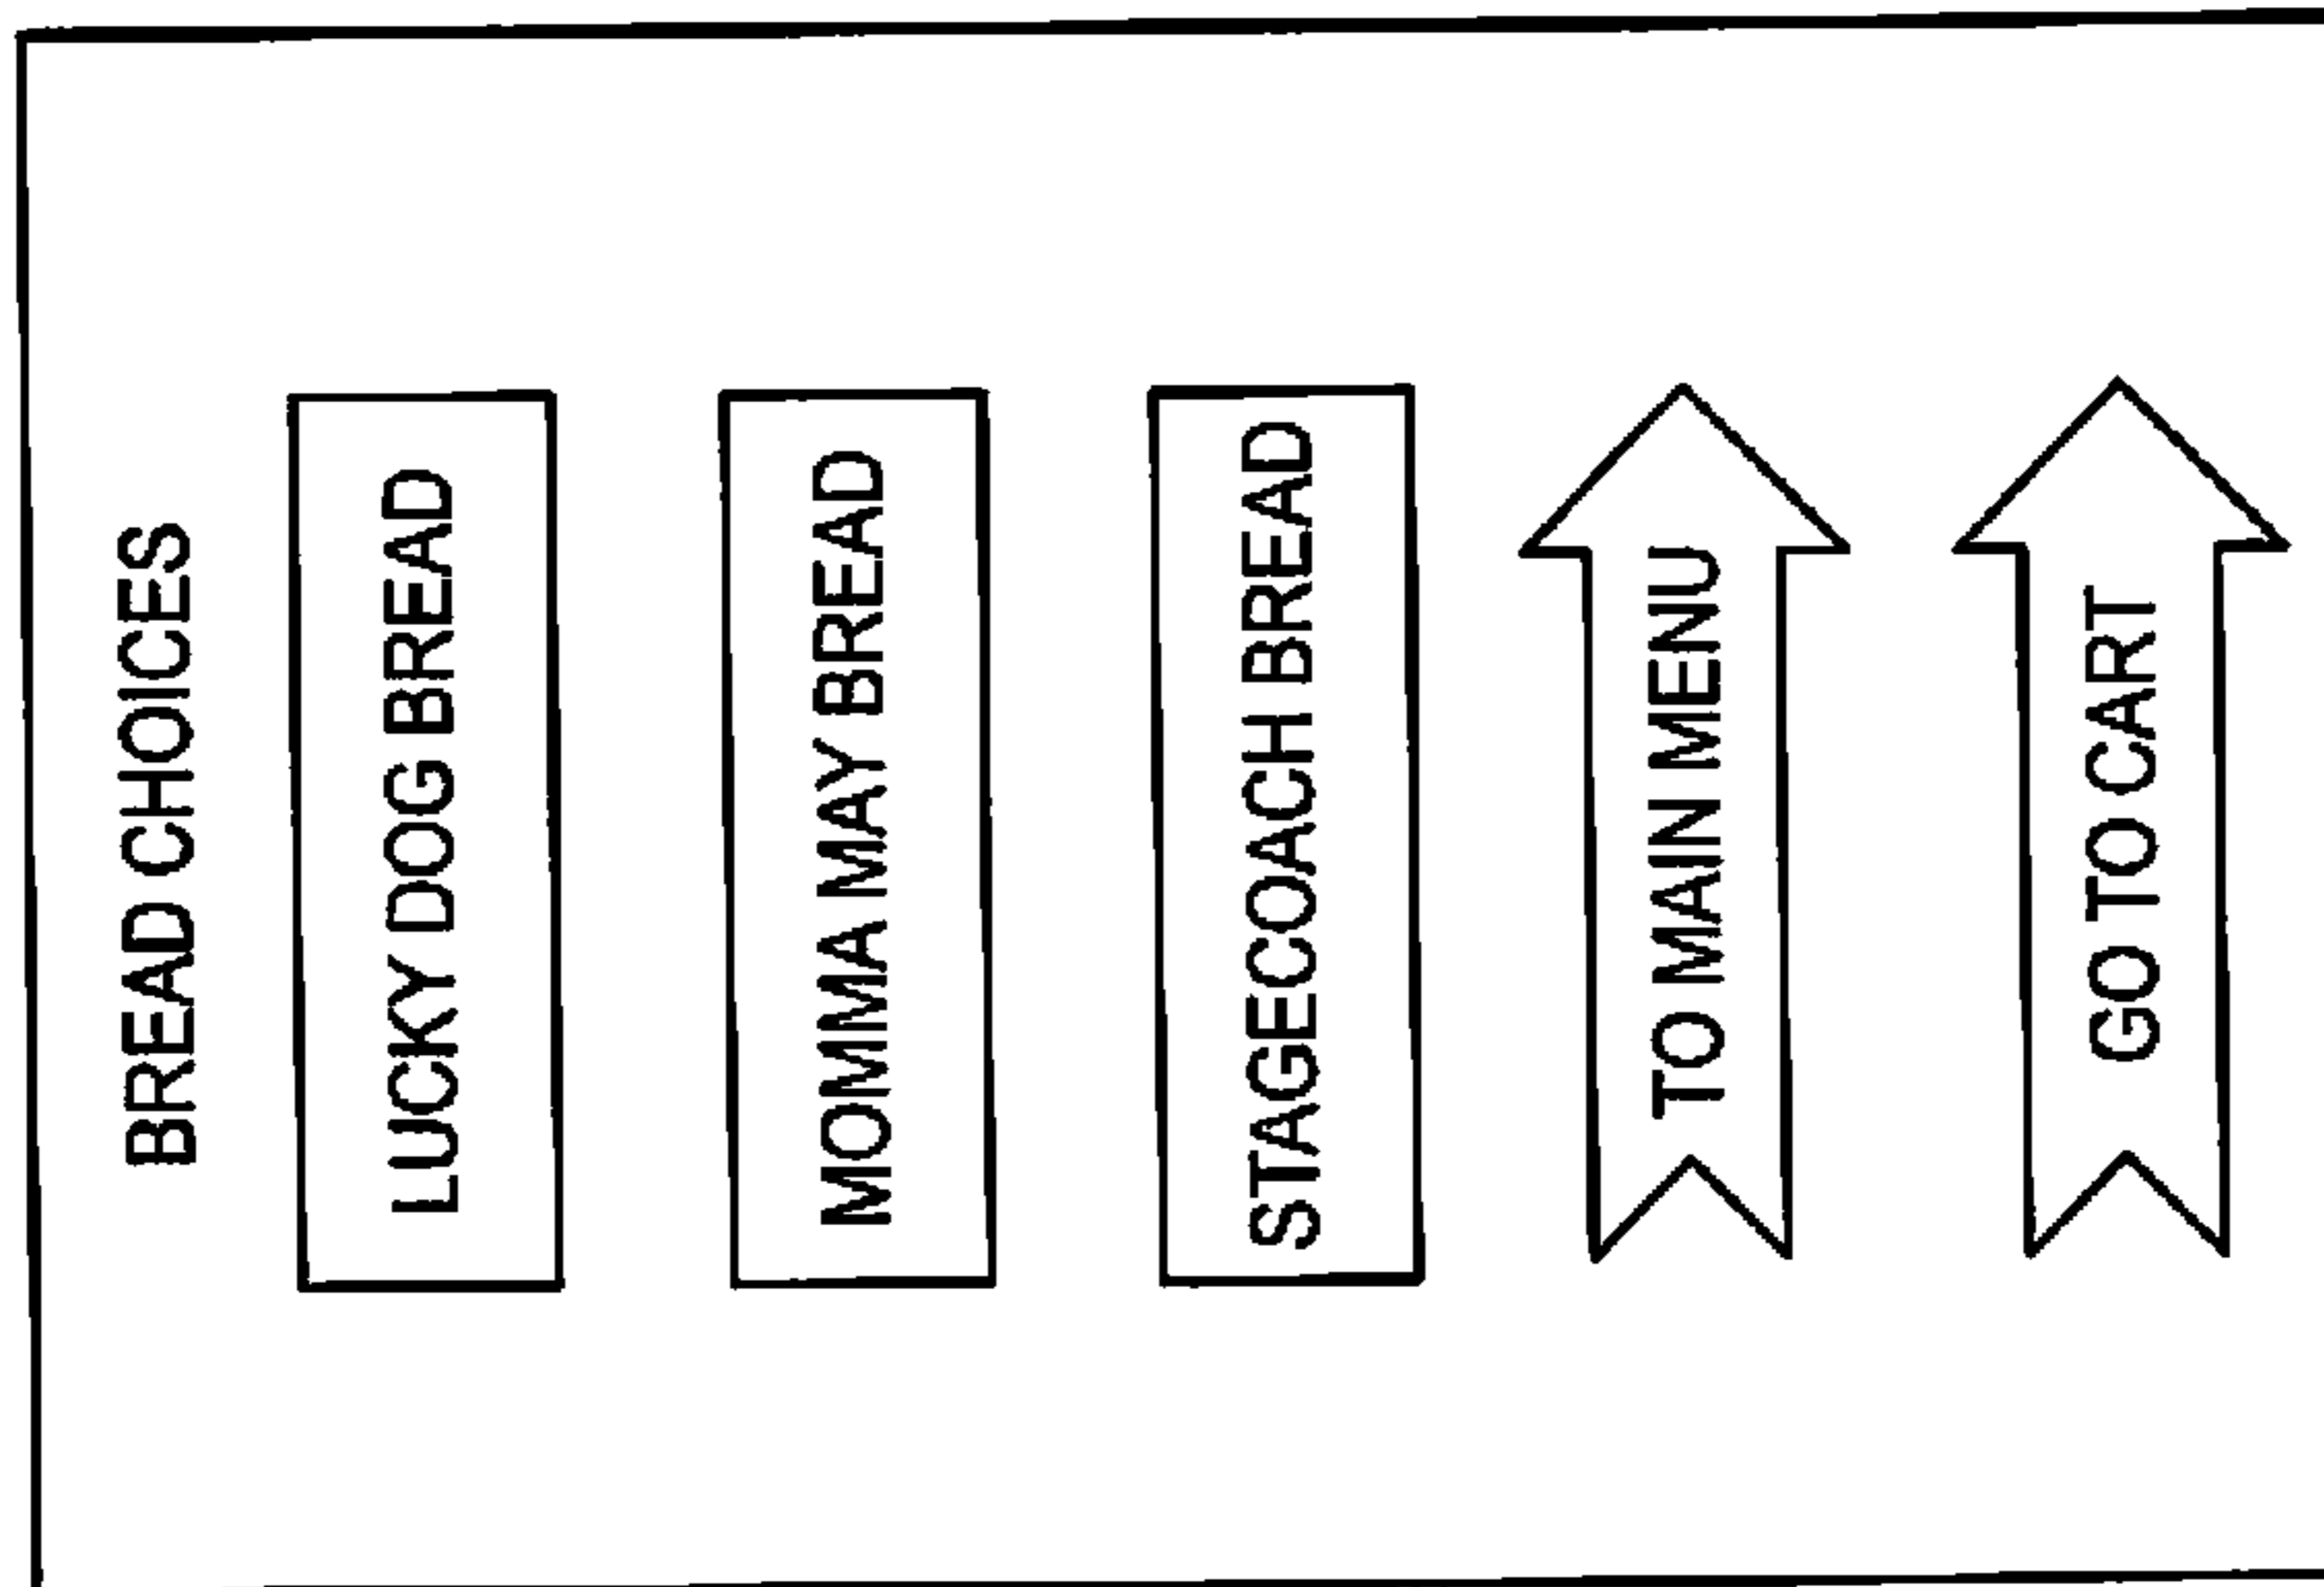 BREAD CHOICES
LUCKY DOG BREAD
MOMMA MAY BREAD
STAGECOACH BREAD
TO MAIN MENU
GO TO CART